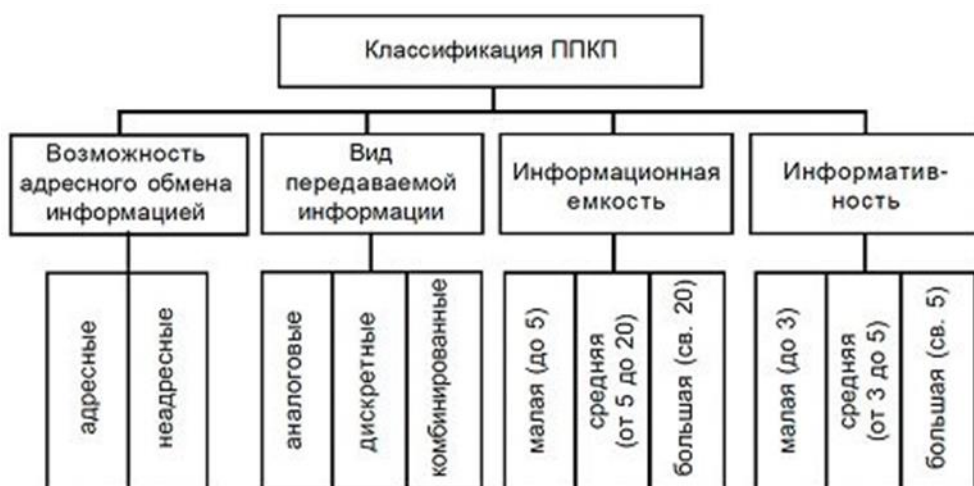 Классификация ППКП
Возможность
адресного обмена
информацией
Вид
передаваемой
информации
Информационная
емкость
Информатив-
ность
адресные
неадресные
аналоговые
дискретные
комбинированные
малая (до 5)
средняя
(от 5 до 20)
большая (св. 20)
малая (до 3)
средняя
(от 3 до 5)
большая (св. 5)